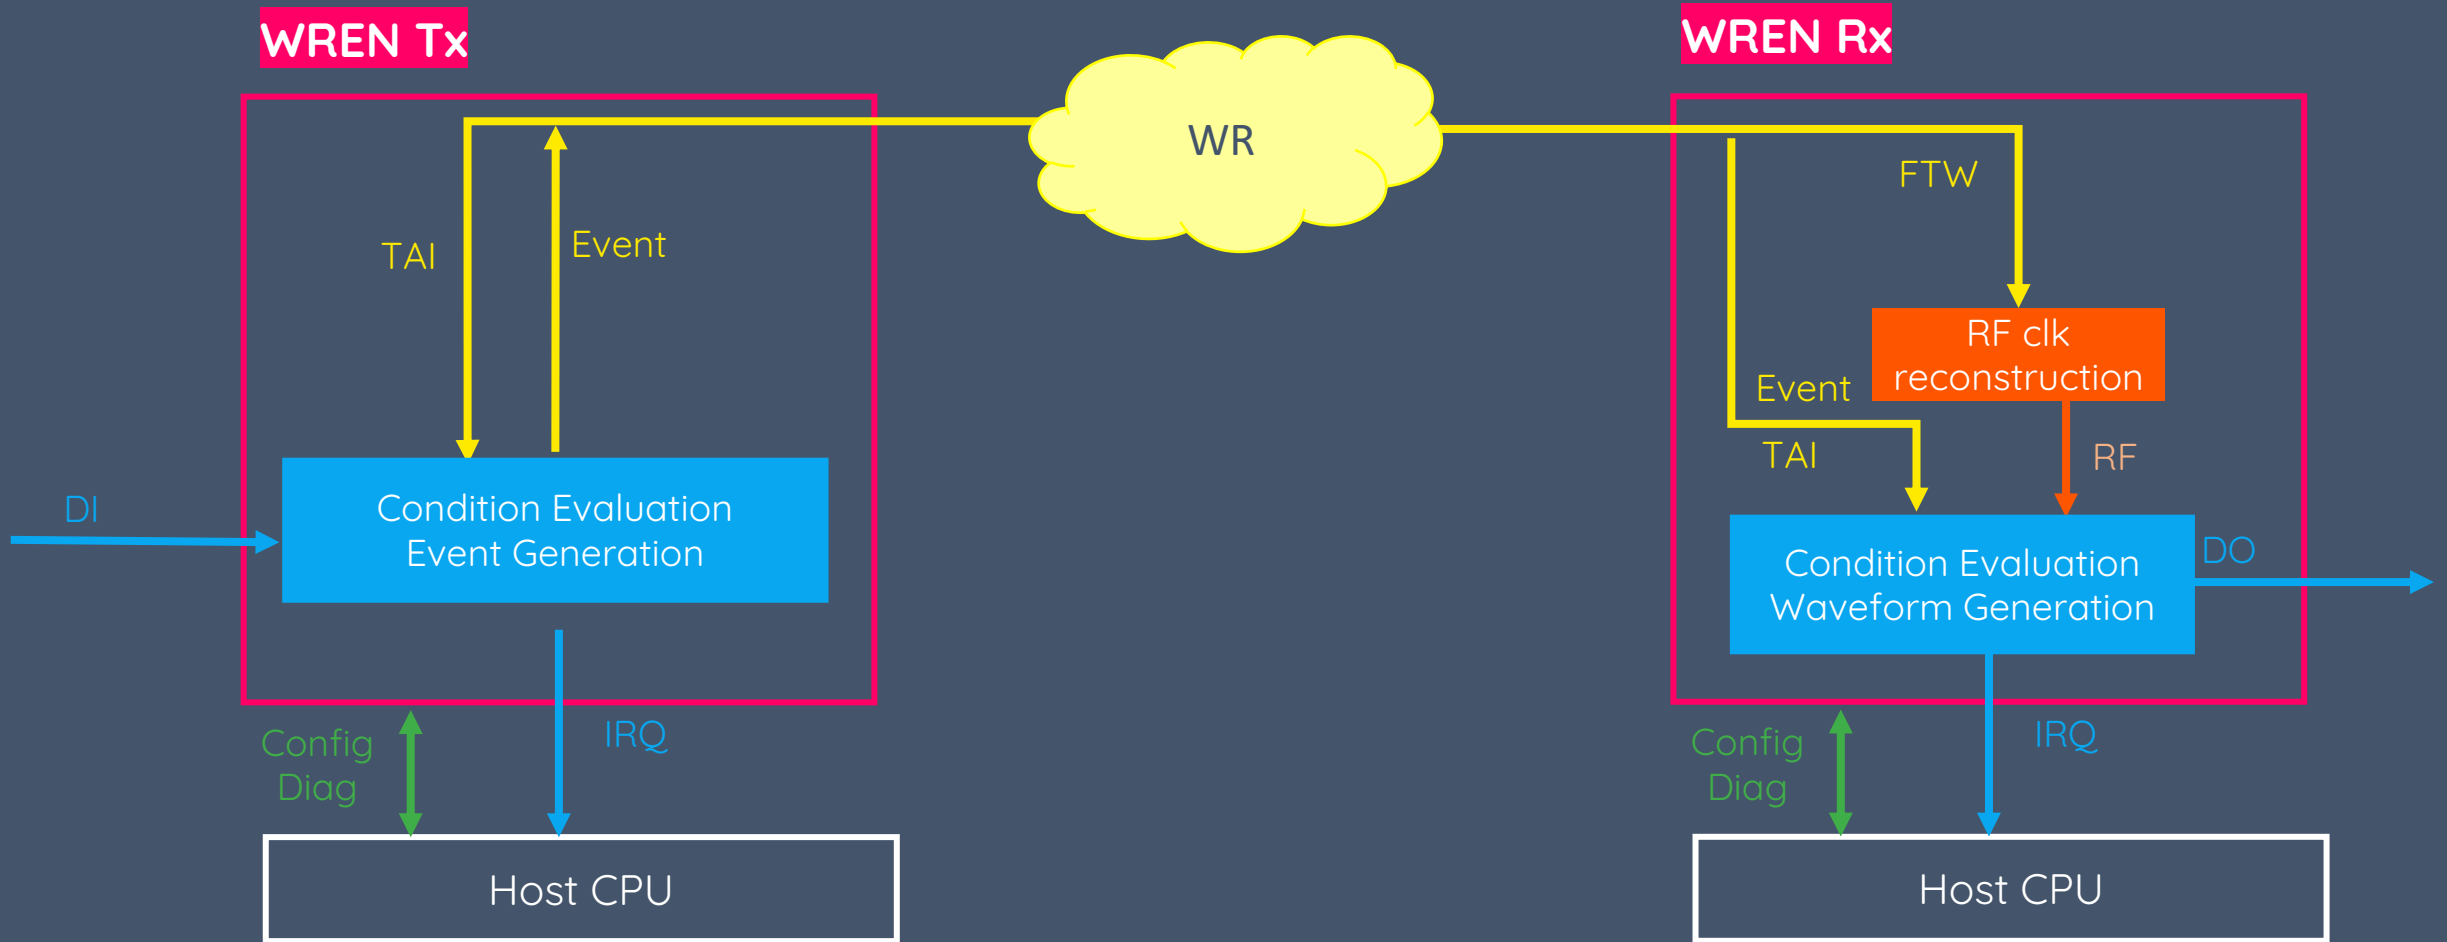 WREN Tx
WREN Rx
WR
FTW
TAI
Event
RF clk
reconstruction
Event
TAI
RF
DI
Condition Evaluation
Event Generation
DO
Condition Evaluation
Waveform Generation
Config
Diag
IRQ
Config
Diag
IRQ
Host CPU
Host CPU